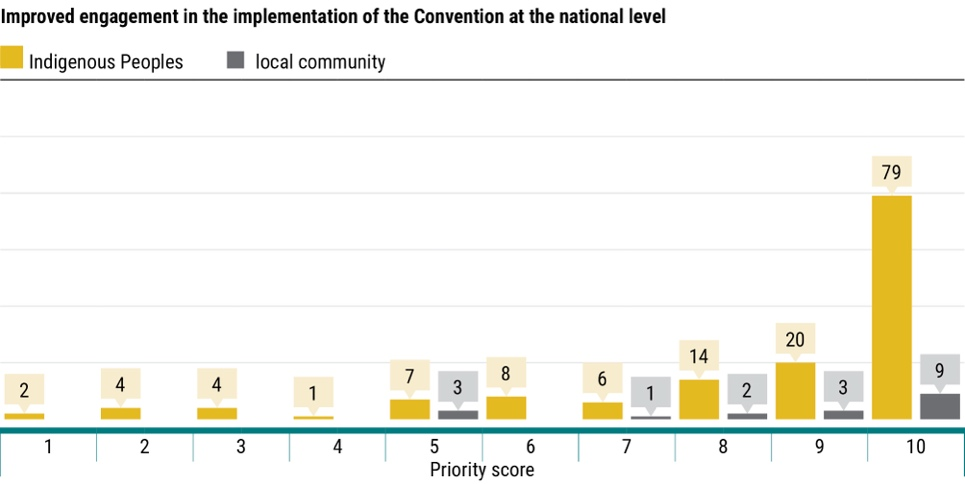 Improved engagement in the implementation of the Convention at the national level
Indigenous Peoples local community
79
20
14
9
8
7
6
4 4
3 3
2 2
1 1
1 2 3 4 5 6 7 8 9 10
Priority score